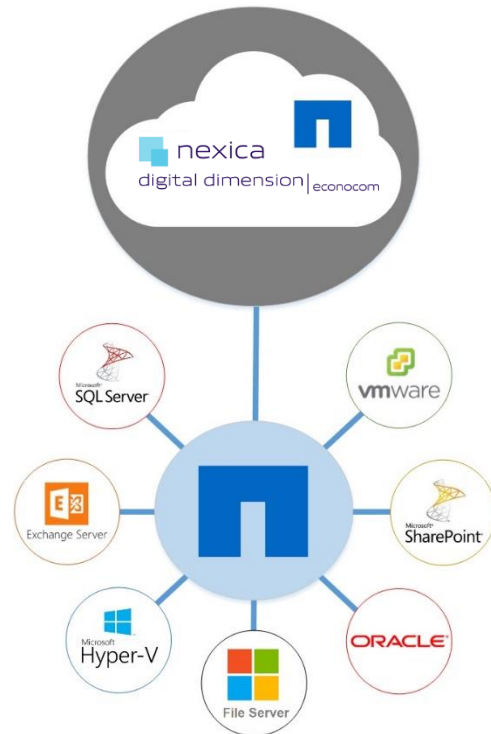 nexica
digital dimension | econocom
Microsoft®
SQL Server
vmware
Exchange Server
Microsoft®
SharePoint
Microsoft
Hyper-V
ORACLE®
File Server